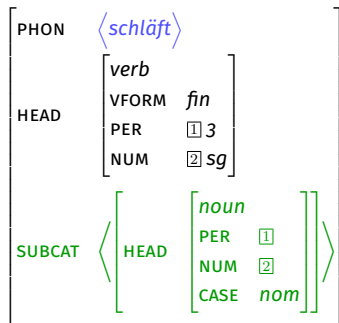 PHON ⟨schläft⟩
verb
VFORM fin
HEAD
PER 1 3
NUM 2 sg
noun
PER 1
SUBCAT ⟨ HEAD
NUM 2
CASE nom ⟩